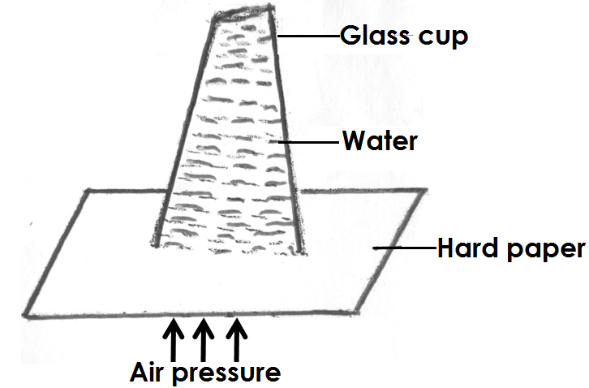 Glass cup
Water
Hard paper
Air pressure